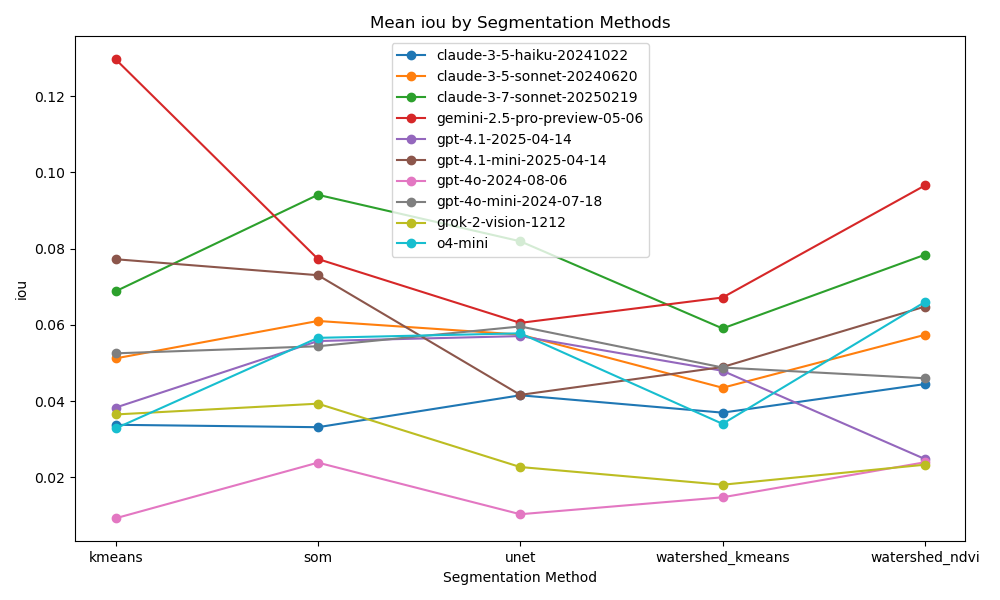 Mean iou by Segmentation Methods
claude-3-5-haiku-20241022
claude-3-5-sonnet-20240620
claude-3-7-sonnet-20250219
gemini-2.5-pro-preview-05-06
gpt-4.1-2025-04-14
gpt-4.1-mini-2025-04-14
gpt-4o-2024-08-06
gpt-4o-mini-2024-07-18
grok-2-vision-1212
o4-mini
iou
0.12
0.10
0.08
0.06
0.04
0.02
kmeans som unet watershed_kmeans watershed_ndvi
Segmentation Method